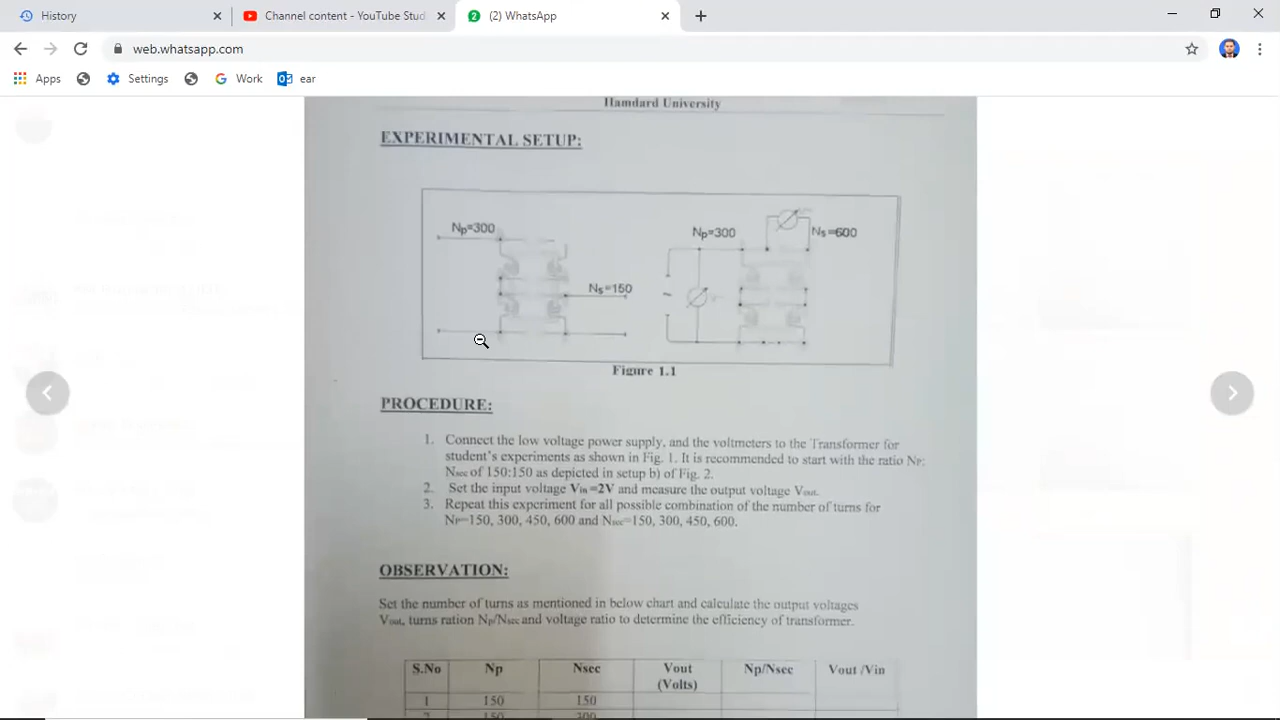 History
Channel content - YouTube Stud
2
(2) WhatsApp
web.whatsapp.com
Apps
Settings
Work
ear
Hamdard University
EXPERIMENTAL SETUP:
Np=300
Ns=150
Np=300
Ns=600
Figure 1.1
PROCEDURE:
1. Connect the low voltage power supply, and the voltmeters to the Transformer for
student's experiments as shown in Fig. 1. It is recommended to start with the ratio NP:
Nsec of 150:150 as depicted in setup b) of Fig. 2.
2. Set the input voltage Vin=2V and measure the output voltage Vout.
3. Repeat this experiment for all possible combination of the number of turns for
NP=150, 300, 450, 600 and Nsec=150, 300, 450, 600.
OBSERVATION:
Set the number of turns as mentioned in below chart and calculate the output voltages
Vout, turns ration Np/Nsec and voltage ratio to determine the efficiency of transformer.
S.No Np Nsec Vout (Volts) Np/Nsec Vout /Vin
1 150 150
2 150 300